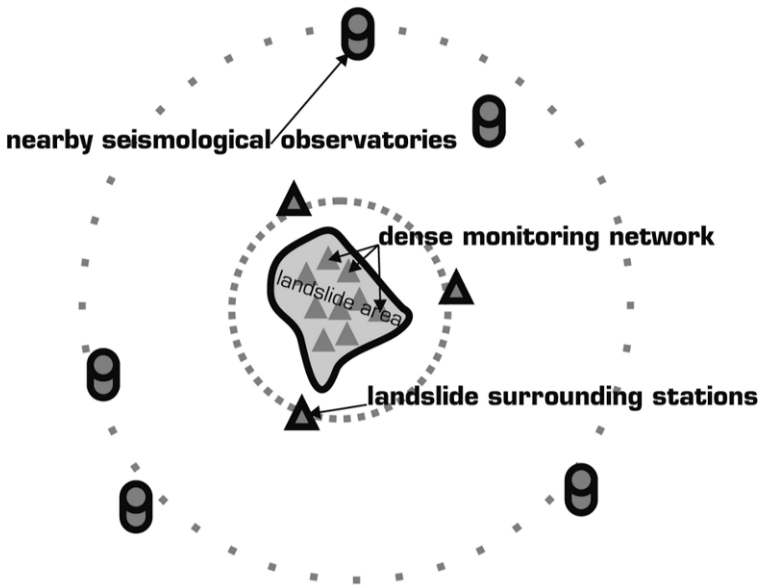 nearby seismological observatories
dense monitoring network
landslide area
landslide surrounding stations